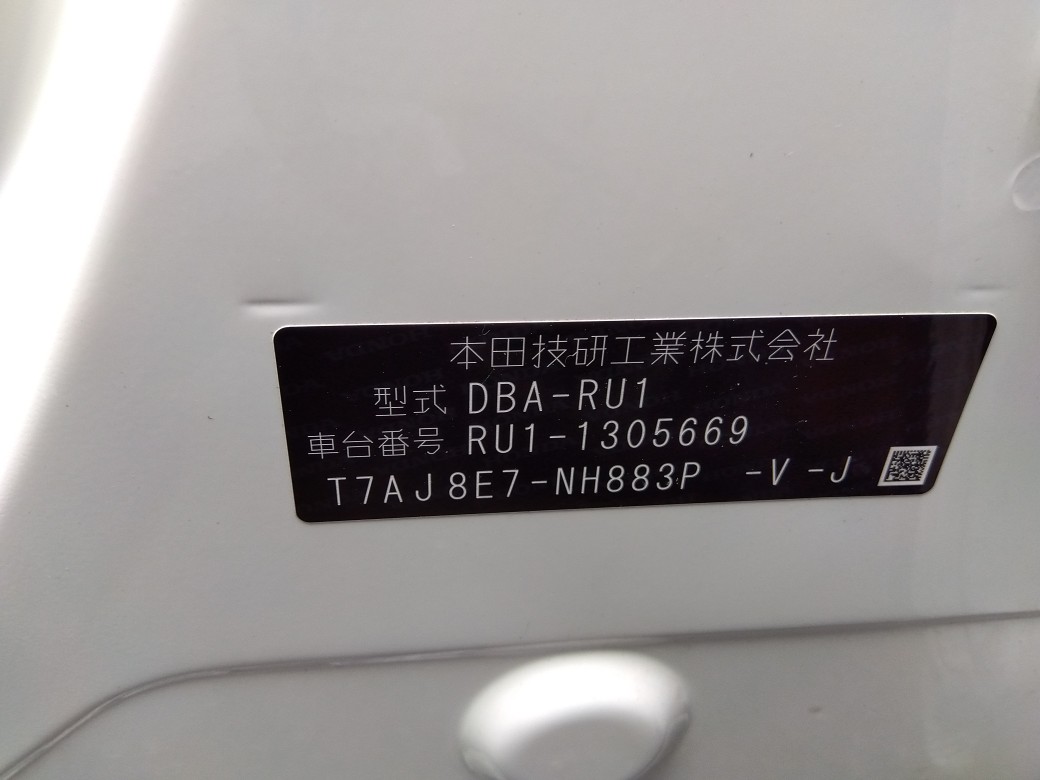 本田技研工業株式会社
型式 DBA-RU1
車台番号 RU1-1305669
T7AJ8E7-NH883P -V -J